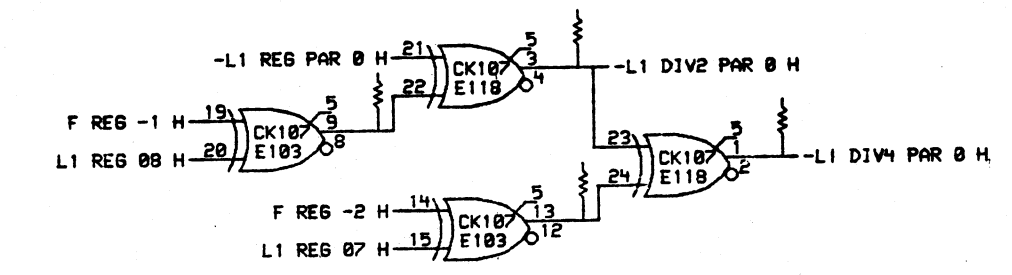 -L1 REG PAR 0 H 21 CK107 5 3
22 E118 4 -L1 DIV2 PAR 0 H
F REG -1 H 19 CK107 5 9
L1 REG 08 H 20 E103 8
23 CK107 5 1
24 E118 2 -L1 DIV4 PAR 0 H
F REG -2 H 14 CK107 5 13
L1 REG 07 H 15 E103 12